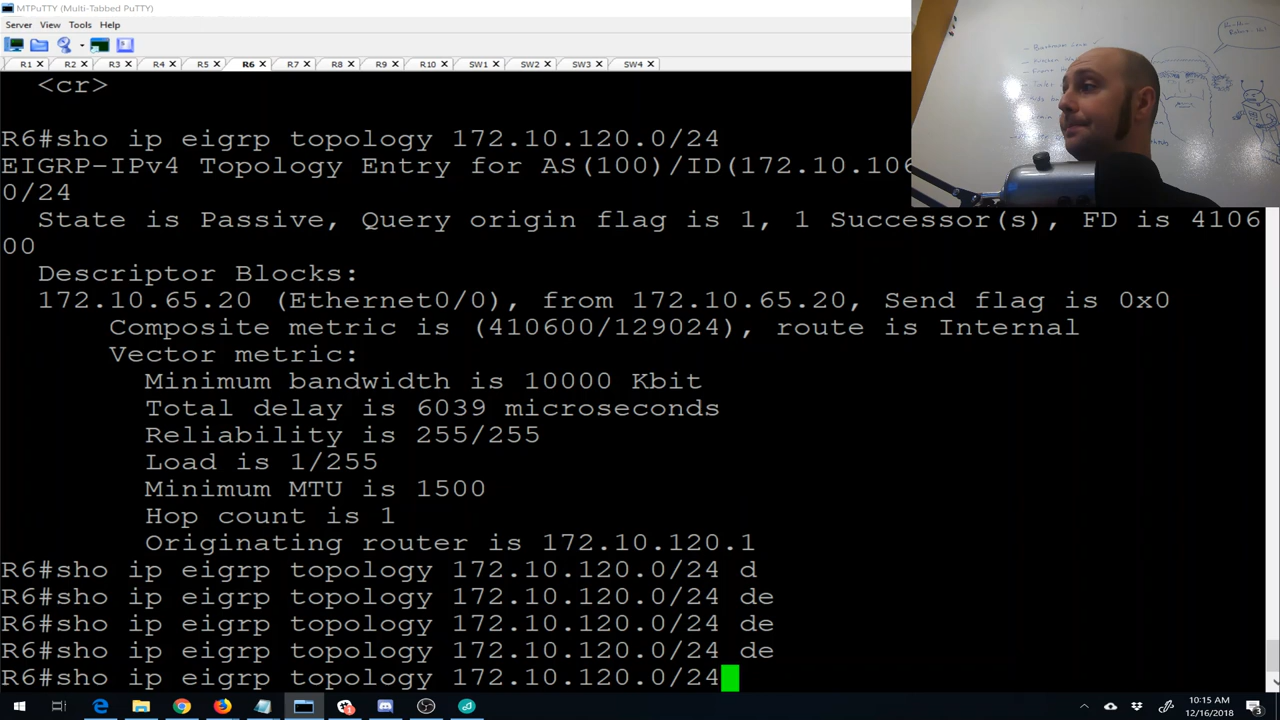 MTPuTTY (Multi-Tabbed PuTTY)
Server View Tools Help
R1 R2 R3 R4 R5 R6 R7 R8 R9 R10 SW1 SW2 SW3 SW4
<cr>
R6#sho ip eigrp topology 172.10.120.0/24
EIGRP-IPv4 Topology Entry for AS(100)/ID(172.10.106
0/24
State is Passive, Query origin flag is 1, 1 Successor(s), FD is 4106
00
Descriptor Blocks:
172.10.65.20 (Ethernet0/0), from 172.10.65.20, Send flag is 0x0
Composite metric is (410600/129024), route is Internal
Vector metric:
Minimum bandwidth is 10000 Kbit
Total delay is 6039 microseconds
Reliability is 255/255
Load is 1/255
Minimum MTU is 1500
Hop count is 1
Originating router is 172.10.120.1
R6#sho ip eigrp topology 172.10.120.0/24 d
R6#sho ip eigrp topology 172.10.120.0/24 de
R6#sho ip eigrp topology 172.10.120.0/24 de
R6#sho ip eigrp topology 172.10.120.0/24 de
R6#sho ip eigrp topology 172.10.120.0/24
10:15 AM
12/16/2018
3